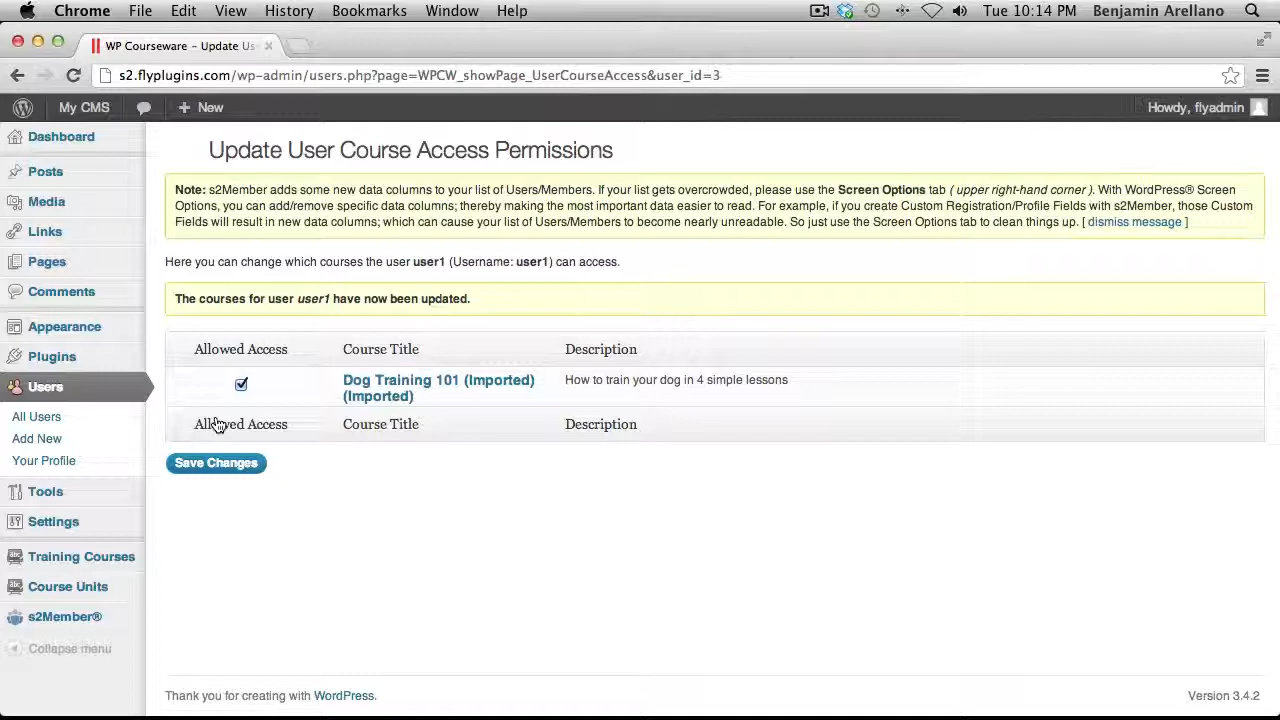 Chrome File Edit View History Bookmarks Window Help Tue 10:14 PM Benjamin Arellano
WP Courseware – Update Us
s2.flyplugins.com/wp-admin/users.php?page=WPCW_showPage_UserCourseAccess&user_id=3
My CMS New Howdy, flyadmin
Dashboard
Posts
Media
Links
Pages
Comments
Appearance
Plugins
Users
All Users
Add New
Your Profile
Tools
Settings
Training Courses
Course Units
s2Member®
Collapse menu
Update User Course Access Permissions
Note: s2Member adds some new data columns to your list of Users/Members. If your list gets overcrowded, please use the Screen Options tab ( upper right-hand corner ). With WordPress® Screen
Options, you can add/remove specific data columns; thereby making the most important data easier to read. For example, if you create Custom Registration/Profile Fields with s2Member, those Custom
Fields will result in new data columns; which can cause your list of Users/Members to become nearly unreadable. So just use the Screen Options tab to clean things up. [ dismiss message ]
Here you can change which courses the user user1 (Username: user1) can access.
The courses for user user1 have now been updated.
Allowed Access Course Title Description
Dog Training 101 (Imported) How to train your dog in 4 simple lessons
(Imported)
Allowed Access Course Title Description
Save Changes
Thank you for creating with WordPress. Version 3.4.2